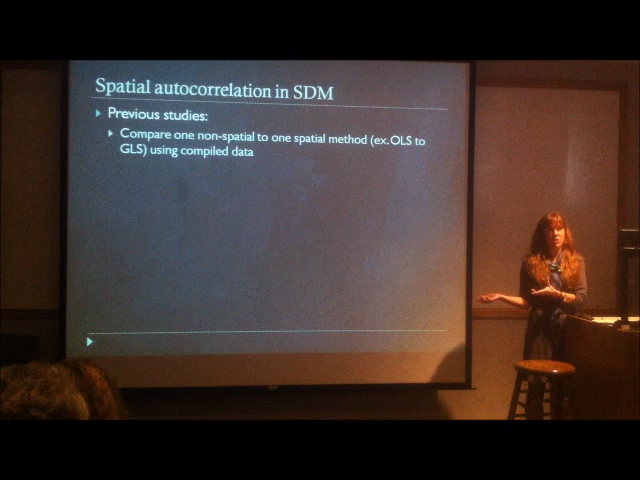 Spatial autocorrelation in SDM
Previous studies:
Compare one non-spatial to one spatial method (ex. OLS to
GLS) using compiled data